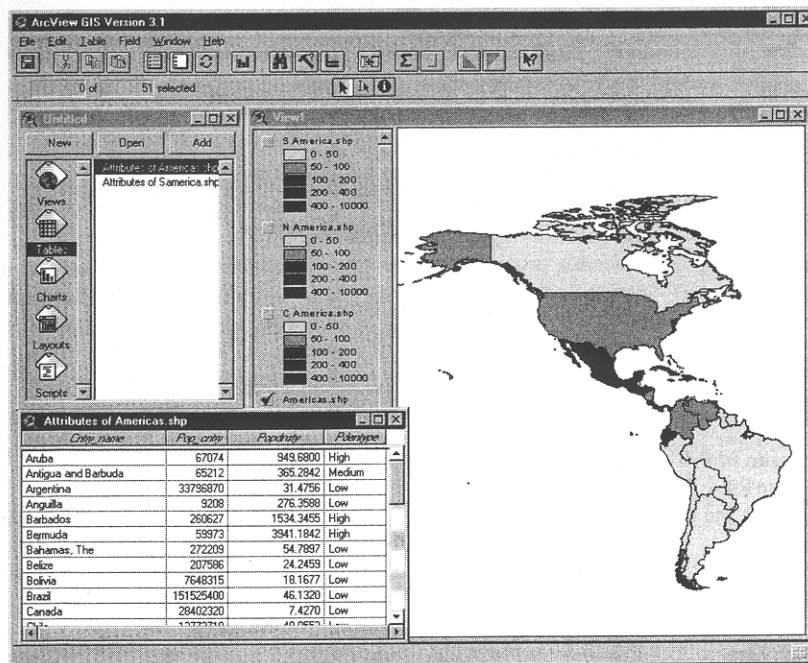 ArcView GIS Version 3.1
File Edit Table Field Window Help
0 of 51 selected
Untitled
New Open Add
Views
Tables
Charts
Layouts
Scripts
Attributes of Americas.shp
Attributes of Samerica.shp
View1
S America.shp
0 - 50
50 - 100
100 - 200
200 - 400
400 - 10000
N America.shp
0 - 50
50 - 100
100 - 200
200 - 400
400 - 10000
C America.shp
0 - 50
50 - 100
100 - 200
200 - 400
400 - 10000
Americas.shp
Attributes of Americas.shp
Cntry_name Pop_cntry Popdnsty Pdentype
Aruba 67074 949.6800 High
Antigua and Barbuda 65212 365.2842 Medium
Argentina 33796870 31.4756 Low
Anguilla 9208 276.3588 Low
Barbados 260627 1534.3455 High
Bermuda 59973 3941.1842 High
Bahamas, The 272209 54.7897 Low
Belize 207586 24.2459 Low
Bolivia 7648315 18.1677 Low
Brazil 151525400 46.1320 Low
Canada 28402320 7.4270 Low